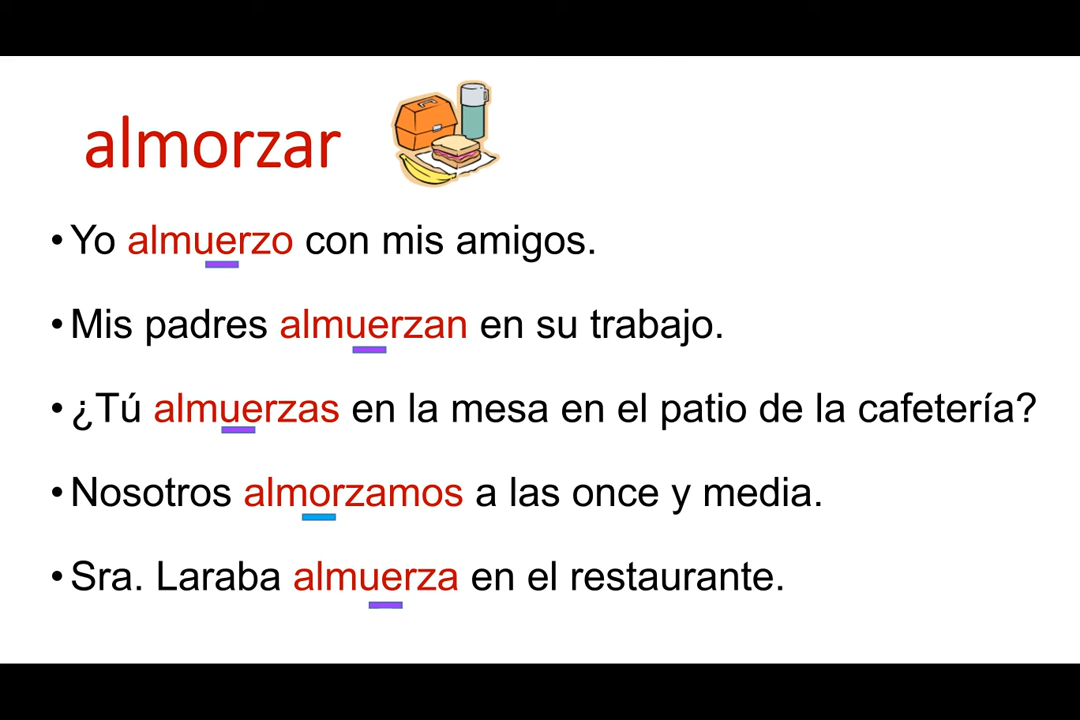 almorzar
• Yo almuerzo con mis amigos.
• Mis padres almuerzan en su trabajo.
• ¿Tú almuerzas en la mesa en el patio de la cafetería?
• Nosotros almorzamos a las once y media.
• Sra. Laraba almuerza en el restaurante.